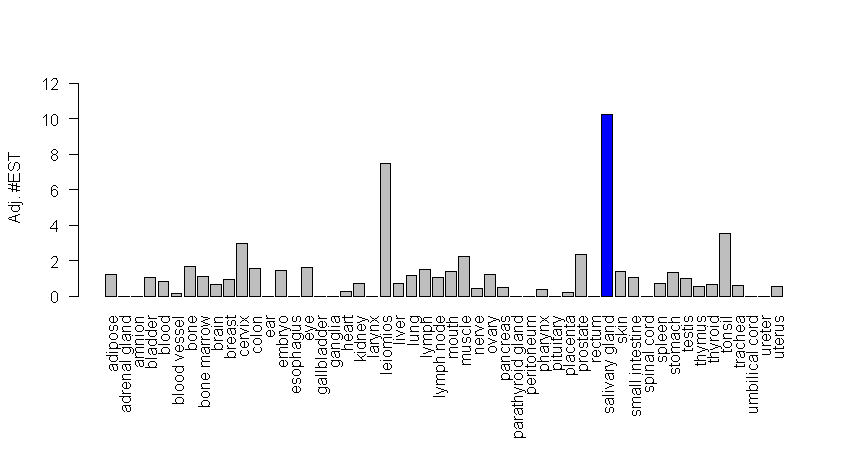 Adj. #EST
12
10
8
6
4
2
0
adipose
adrenal gland
amnion
bladder
blood
blood vessel
bone
bone marrow
brain
breast
cervix
colon
ear
embryo
esophagus
eye
gallbladder
ganglia
heart
kidney
larynx
leiomios
liver
lung
lymph
lymph node
mouth
muscle
nerve
ovary
pancreas
parathyroid gland
peritoneum
pharynx
pituitary
placenta
prostate
rectum
salivary gland
skin
small intestine
spinal cord
spleen
stomach
testis
thymus
thyroid
tonsil
trachea
umbilical cord
ureter
uterus